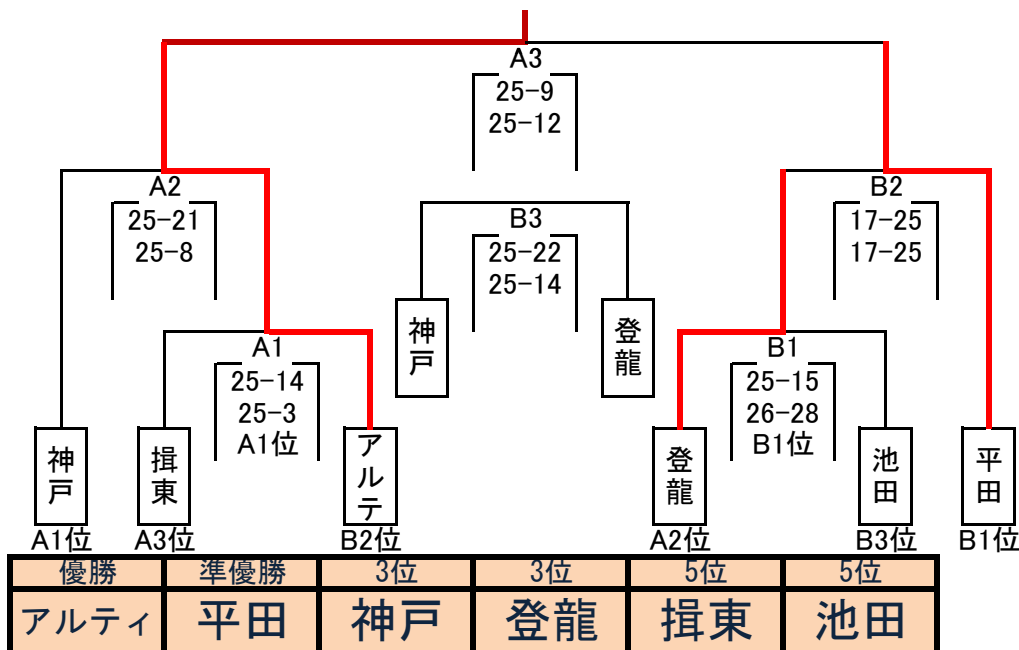 A3
25-9
25-12
A2
25-21
25-8
B3
25-22
25-14
B2
17-25
17-25
神戸
登龍
A1
25-14
25-3
A1位
B1
25-15
26-28
B1位
神戸
揖東
アルテ
登龍
池田
平田
A1位 A3位 B2位 A2位 B3位 B1位
優勝 準優勝 3位 3位 5位 5位
アルティ 平田 神戸 登龍 揖東 池田